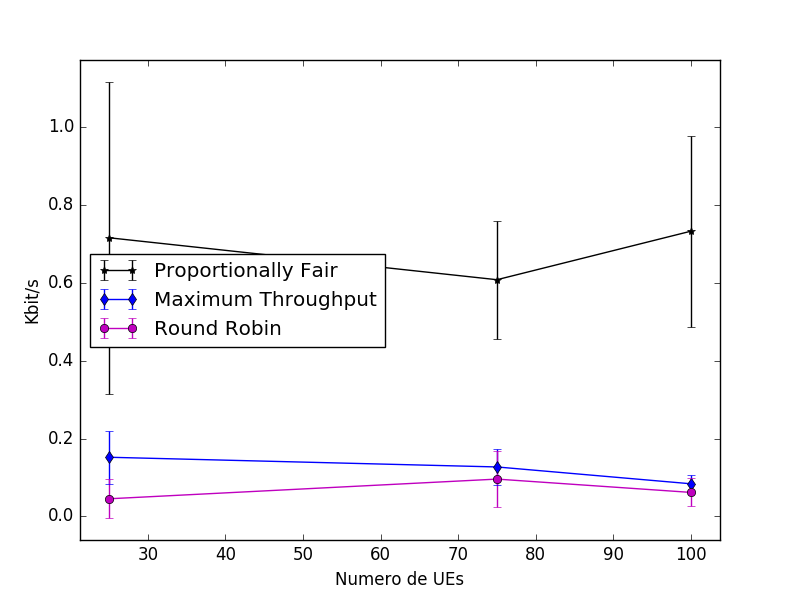 1.0
0.8
0.6
0.4
0.2
0.0
Kbit/s
Proportionally Fair
Maximum Throughput
Round Robin
30 40 50 60 70 80 90 100
Numero de UEs